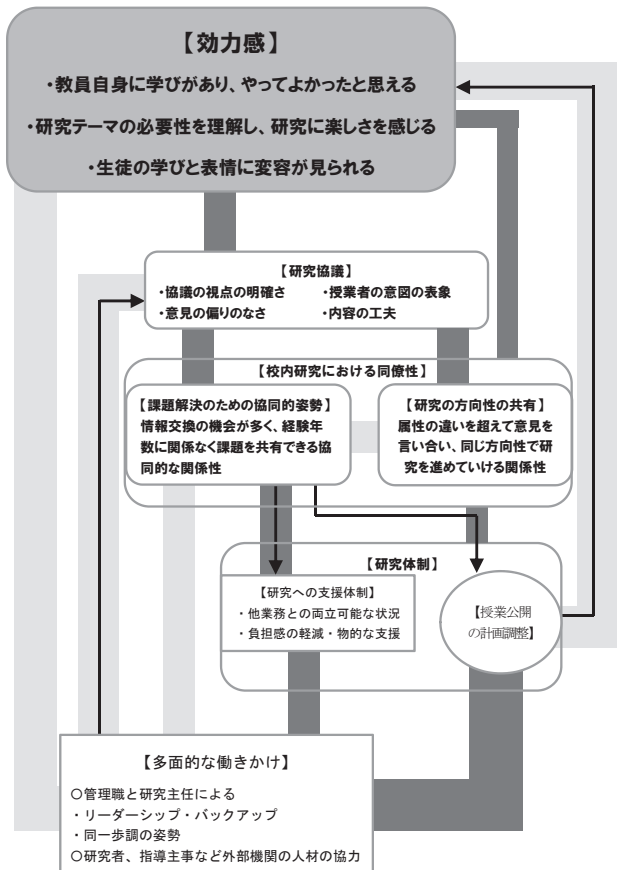 【効力感】
・教員自身に学びがあり、やってよかったと思える
・研究テーマの必要性を理解し、研究に楽しさを感じる
・生徒の学びと表情に変容が見られる
【研究協議】
・協議の視点の明確さ ・授業者の意図の表象
・意見の偏りのなさ ・内容の工夫
【校内研究における同僚性】
【課題解決のための協同的姿勢】
情報交換の機会が多く、経験年
数に関係なく課題を共有できる協
同的な関係性
【研究の方向性の共有】
属性の違いを超えて意見を
言い合い、同じ方向性で研
究を進めていける関係性
【研究体制】
【研究への支援体制】
・他業務との両立可能な状況
・負担感の軽減・物的な支援
【授業公開
の計画調整】
【多面的な働きかけ】
○管理職と研究主任による
・リーダーシップ・バックアップ
・同一歩調の姿勢
○研究者、指導主事など外部機関の人材の協力